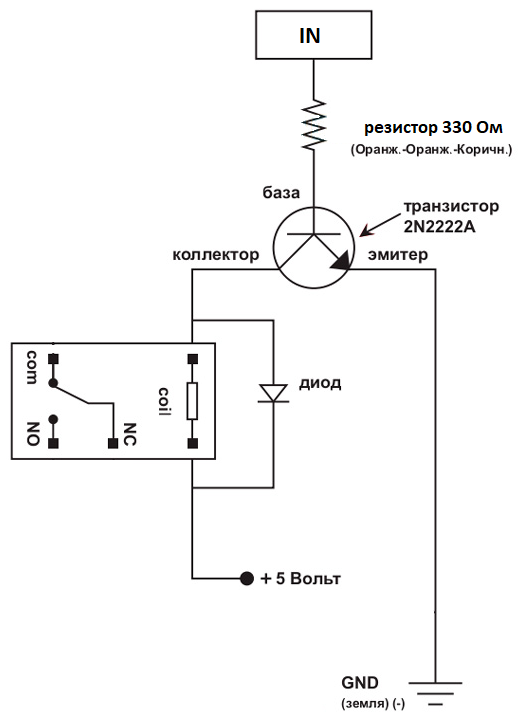 IN
резистор 330 Ом
(Оранж.-Оранж.-Коричн.)
база
транзистор
2N2222A
коллектор
эмитер
com
NO
NC
coil
диод
+ 5 Вольт
GND
(земля) (-)